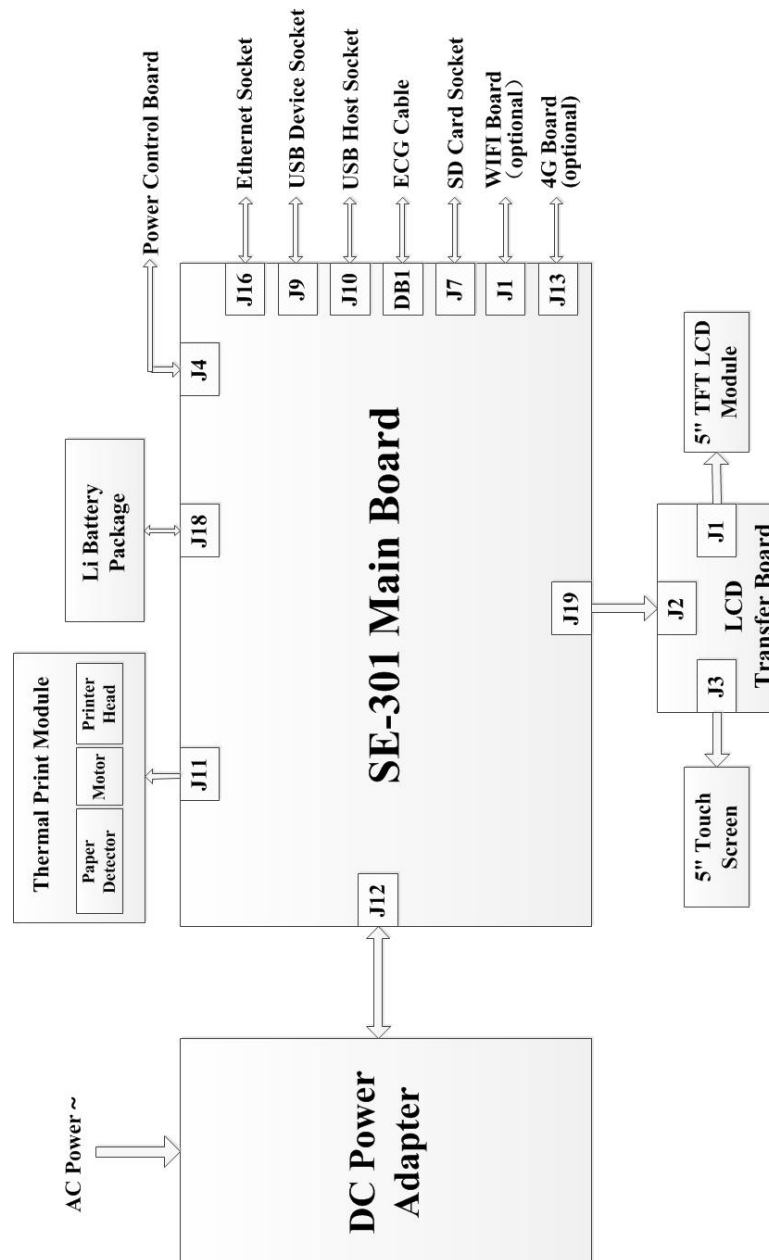 AC Power ~
DC Power
Adapter
Thermal Print Module
Paper
Detector
Motor
Printer
Head
Li Battery
Package
Power Control Board
J12
J11
J18
J4
SE-301 Main Board
J16
Ethernet Socket
J9
USB Device Socket
J10
USB Host Socket
DB1
ECG Cable
J7
SD Card Socket
J1
WIFI Board
（optional）
J13
4G Board
(optional)
J19
5" Touch
Screen
J3
J2
J1
LCD
Transfer Board
5" TFT LCD
Module